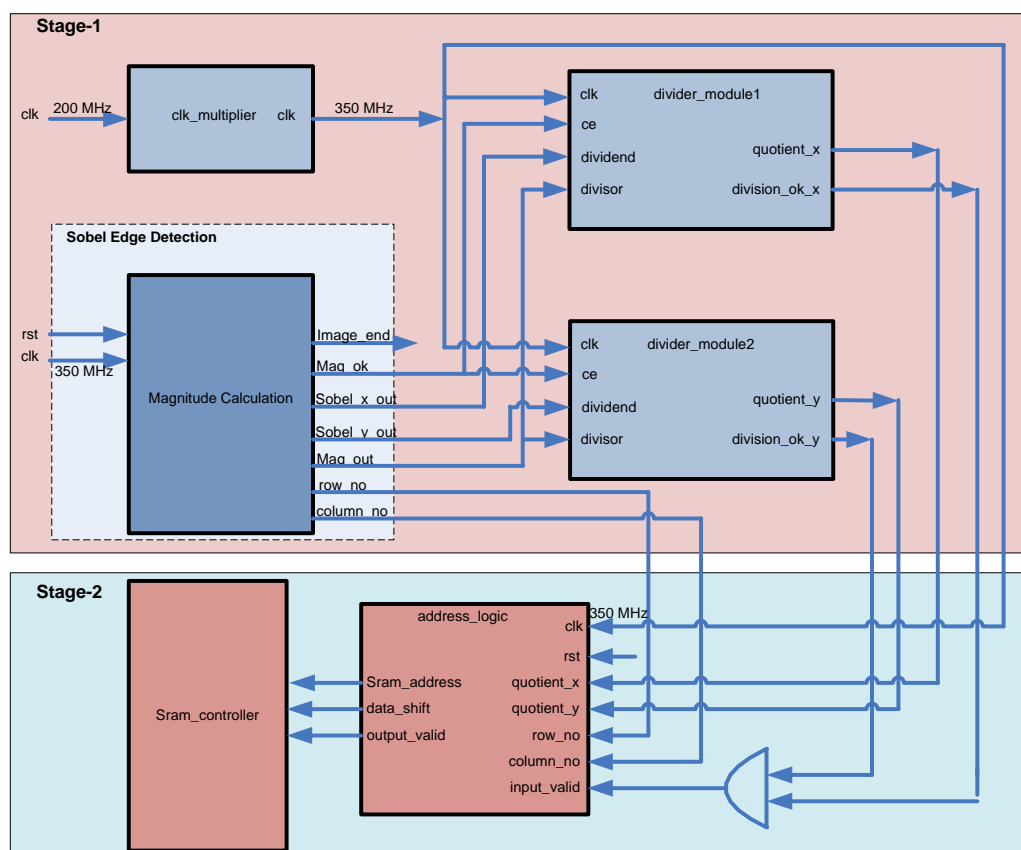 Stage-1
clk
200 MHz
clk_multiplier
clk
350 MHz
clk
divider_module1
ce
dividend
divisor
quotient_x
division_ok_x
Sobel Edge Detection
rst
clk
350 MHz
Magnitude Calculation
Image_end
Mag_ok
Sobel_x_out
Sobel_y_out
Mag_out
row_no
column_no
clk
divider_module2
ce
dividend
divisor
quotient_y
division_ok_y
Stage-2
Sram_controller
address_logic
350 MHz
clk
rst
Sram_address
quotient_x
data_shift
quotient_y
output_valid
row_no
column_no
input_valid